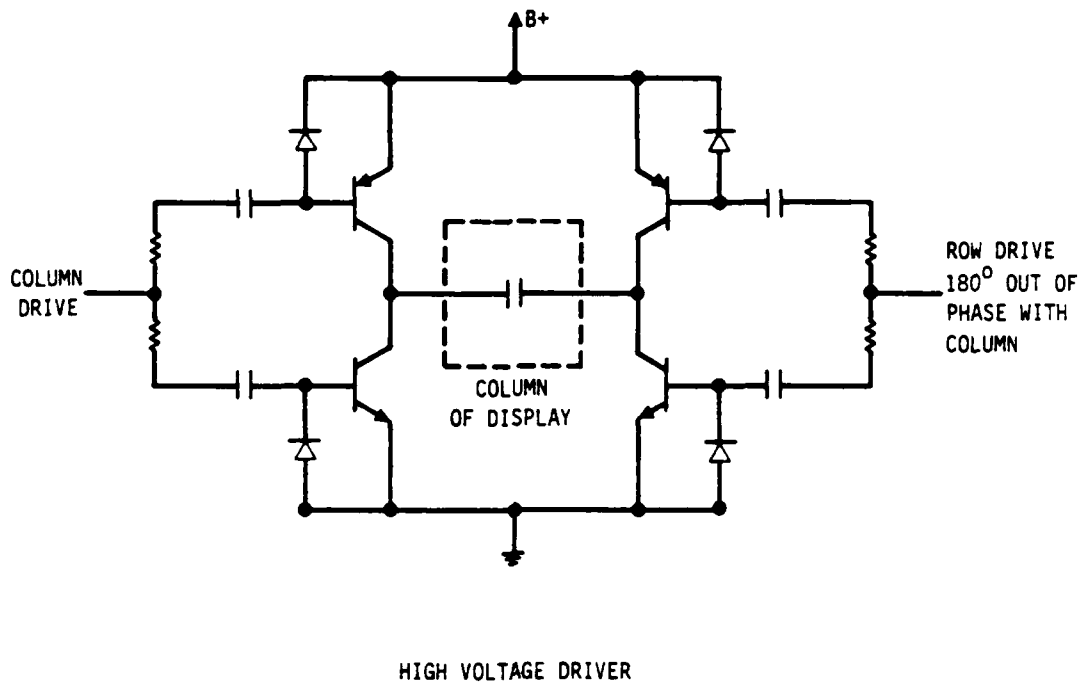 B+
COLUMN
DRIVE
ROW DRIVE
180° OUT OF
PHASE WITH
COLUMN
COLUMN
OF DISPLAY
HIGH VOLTAGE DRIVER